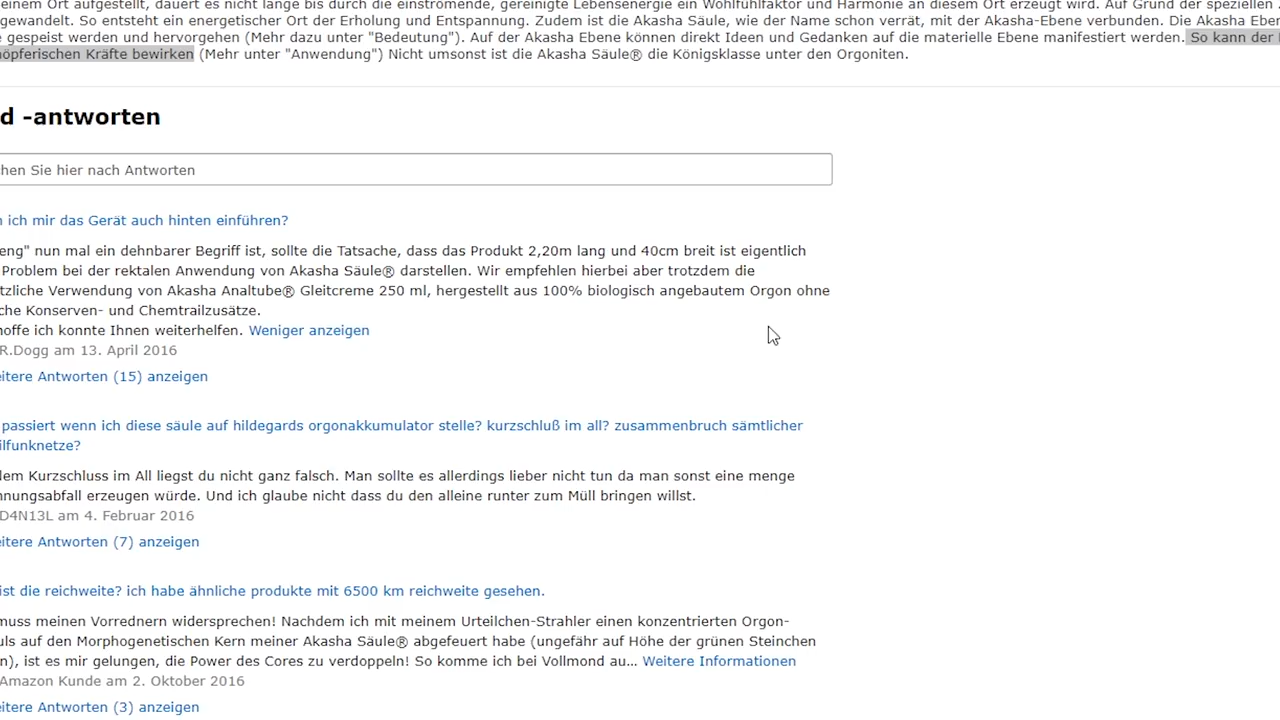 einem Ort aufgestellt, dauert es nicht lange bis durch die einströmende, gereinigte Lebensenergie ein Wohlfühlfaktor und Harmonie an diesem Ort erzeugt wird. Auf Grund der speziellen
gewandelt. So entsteht ein energetischer Ort der Erholung und Entspannung. Zudem ist die Akasha Säule, wie der Name schon verrät, mit der Akasha-Ebene verbunden. Die Akasha Eber
e gespeist werden und hervorgehen (Mehr dazu unter "Bedeutung"). Auf der Akasha Ebene können direkt Ideen und Gedanken auf die materielle Ebene manifestiert werden. So kann der
höpferischen Kräfte bewirken (Mehr unter "Anwendung") Nicht umsonst ist die Akasha Säule® die Königsklasse unter den Orgoniten.
d -antworten
hen Sie hier nach Antworten
n ich mir das Gerät auch hinten einführen?
eng" nun mal ein dehnbarer Begriff ist, sollte die Tatsache, dass das Produkt 2,20m lang und 40cm breit ist eigentlich
Problem bei der rektalen Anwendung von Akasha Säule® darstellen. Wir empfehlen hierbei aber trotzdem die
tzliche Verwendung von Akasha Analtube® Gleitcreme 250 ml, hergestellt aus 100% biologisch angebautem Orgon ohne
che Konserven- und Chemtrailzusätze.
hoffe ich konnte Ihnen weiterhelfen. Weniger anzeigen
R.Dogg am 13. April 2016
eitere Antworten (15) anzeigen
passiert wenn ich diese säule auf hildegards orgonakkumulator stelle? kurzschluß im all? zusammenbruch sämtlicher
ilfunknetze?
dem Kurzschluss im All liegst du nicht ganz falsch. Man sollte es allerdings lieber nicht tun da man sonst eine menge
nnungsabfall erzeugen würde. Und ich glaube nicht dass du den alleine runter zum Müll bringen willst.
D4N13L am 4. Februar 2016
eitere Antworten (7) anzeigen
ist die reichweite? ich habe ähnliche produkte mit 6500 km reichweite gesehen.
muss meinen Vorrednern widersprechen! Nachdem ich mit meinem Urteilchen-Strahler einen konzentrierten Orgon-
uls auf den Morphogenetischen Kern meiner Akasha Säule® abgefeuert habe (ungefähr auf Höhe der grünen Steinchen
n), ist es mir gelungen, die Power des Cores zu verdoppeln! So komme ich bei Vollmond au... Weitere Informationen
Amazon Kunde am 2. Oktober 2016
eitere Antworten (3) anzeigen